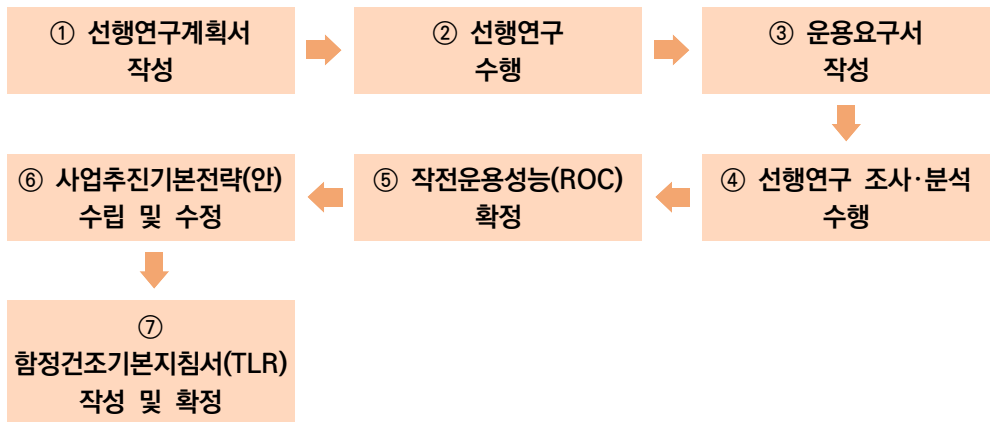 ① 선행연구계획서
작성
② 선행연구
수행
③ 운용요구서
작성
④ 선행연구 조사·분석
수행
⑤ 작전운용성능(ROC)
확정
⑥ 사업추진기본전략(안)
수립 및 수정
⑦
함정건조기본지침서(TLR)
작성 및 확정